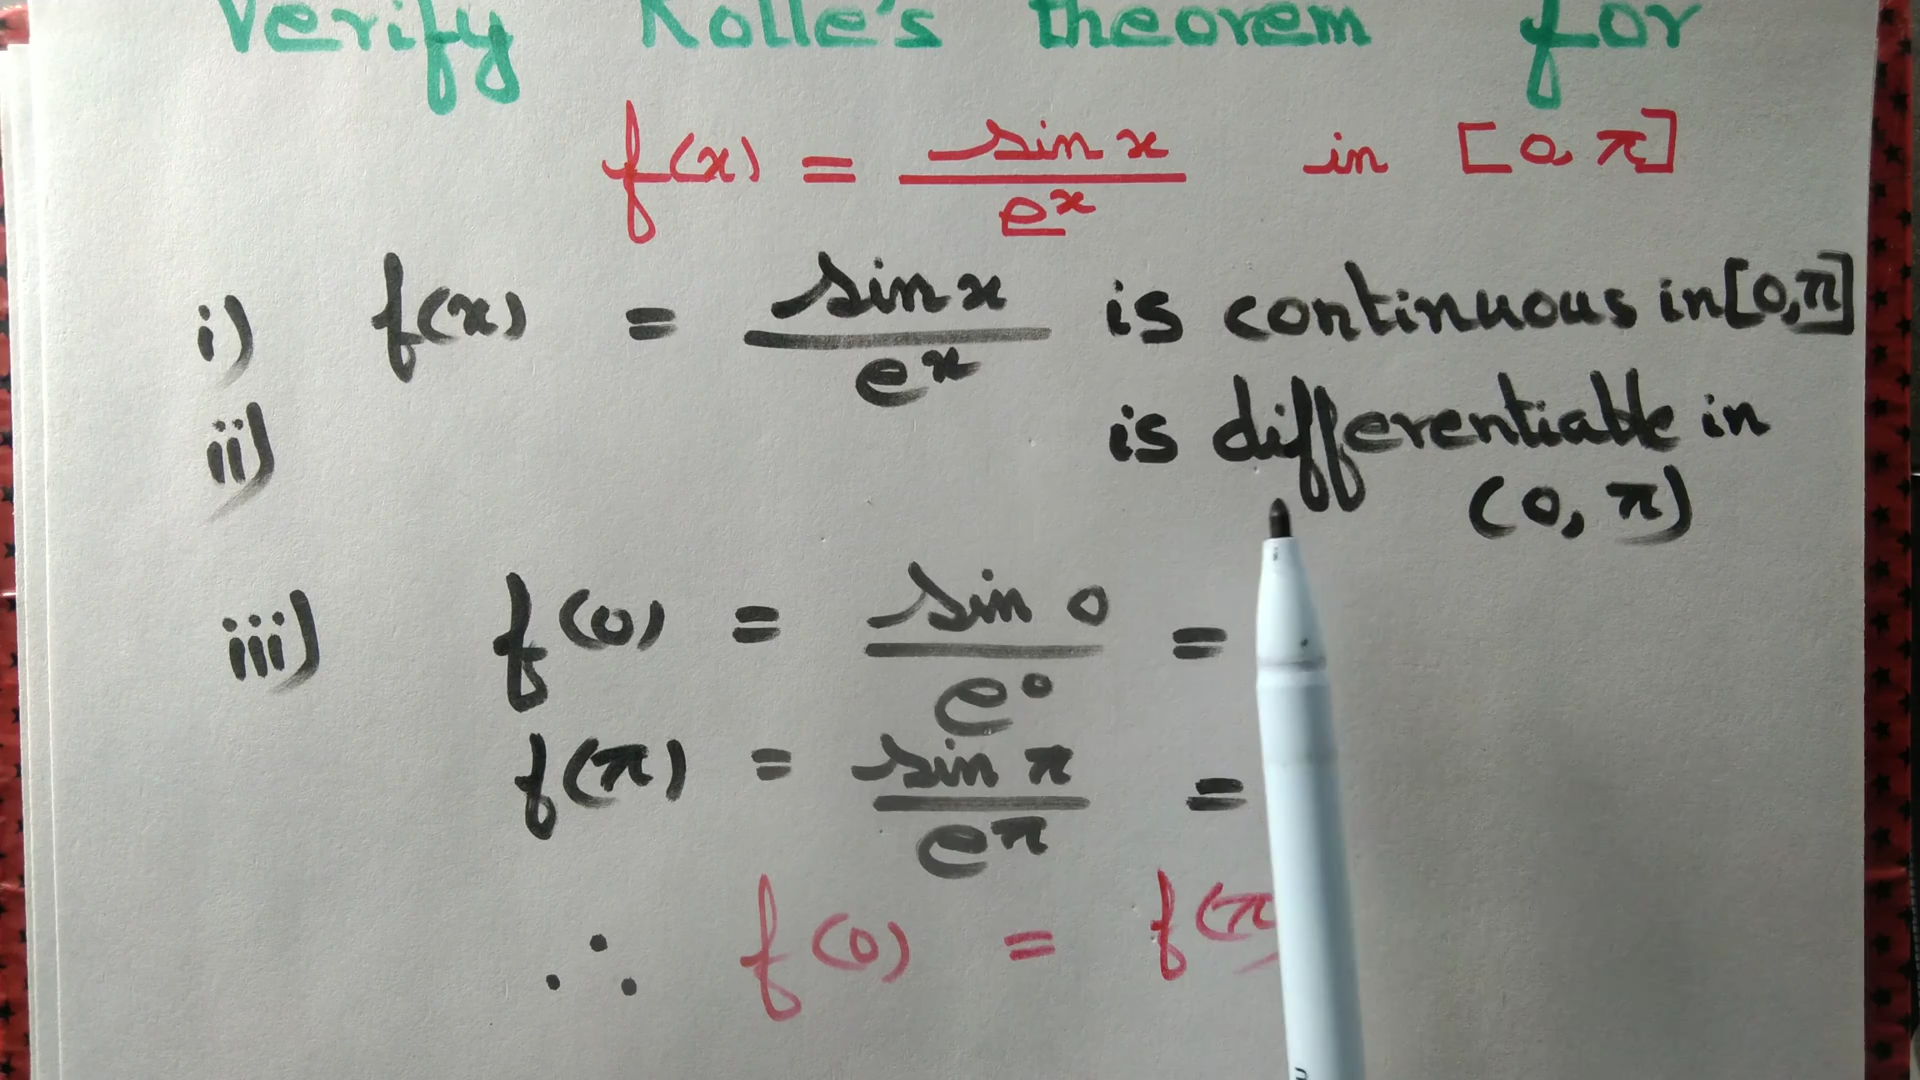 Verify Rolle's theorem for
f(x) = sin x / e^x in [0, π]
i) f(x) = sin x / e^x is continuous in [0, π]
ii) is differentiable in
(0, π)
iii) f(0) = sin 0 / e^0 =
f(π) = sin π / e^π =
∴ f(0) = f(π